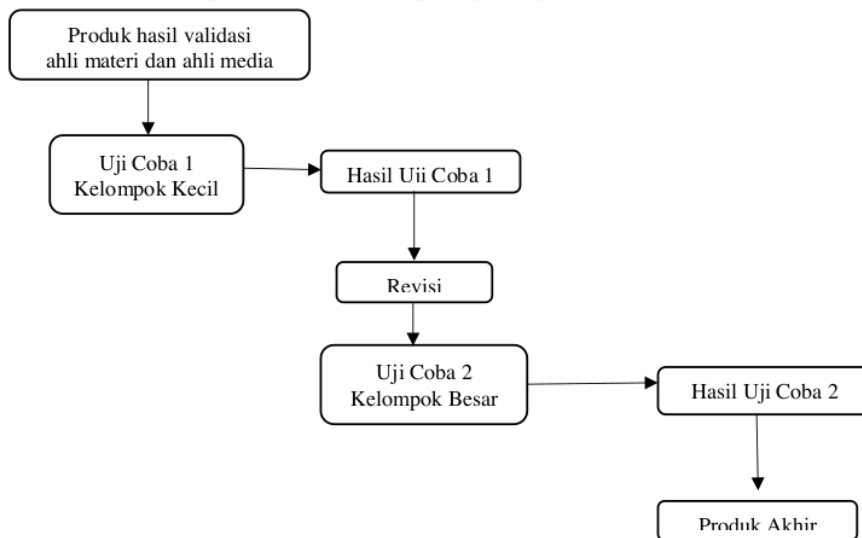 Produk hasil validasi
ahli materi dan ahli media
Uji Coba 1
Kelompok Kecil
Hasil Uji Coba 1
Revisi
Uji Coba 2
Kelompok Besar
Hasil Uji Coba 2
Produk Akhir